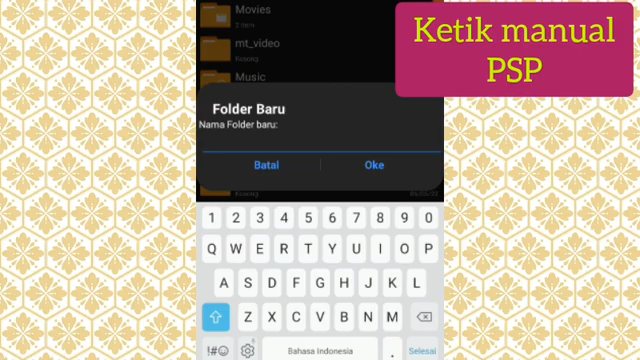 Ketik manual
PSP
Movies
2 item
mt_video
Kosong
Music
Folder Baru
Nama Folder baru:
Batal
Oke
Kosong
1 2 3 4 5 6 7 8 9 0
Q W E R T Y U I O P
A S D F G H J K L
Z X C V B N M
!#☺
Bahasa Indonesia
.
Selesai